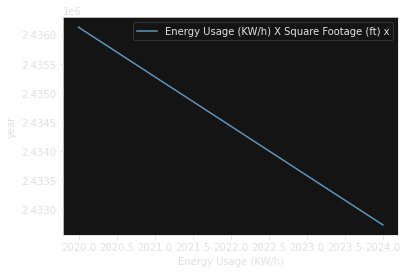 1e6
Energy Usage (KW/h) X Square Footage (ft) x
2.4360
2.4355
2.4350
2.4345
2.4340
2.4335
2.4330
year
2020.0 2020.5 2021.0 2021.5 2022.0 2022.5 2023.0 2023.5 2024.0
Energy Usage (KW/h)